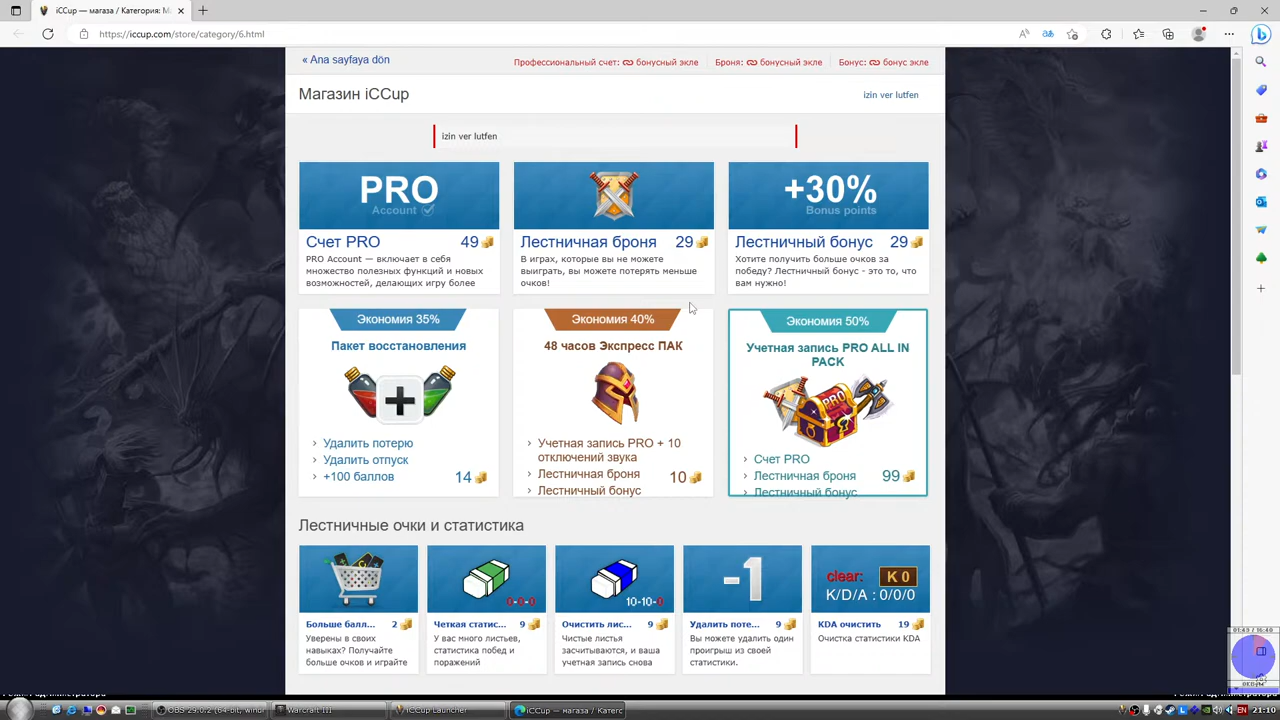 iCCup — магаза / Категория: M
https://iccup.com/store/category/6.html
« Ana sayfaya dön
Профессиональный счет: бонусный экле
Броня: бонусный экле
Бонус: бонус экле
Магазин iCCup
izin ver lutfen
izin ver lutfen
PRO
Account
+30%
Bonus points
Счет PRO 49
PRO Account — включает в себя
множество полезных функций и новых
возможностей, делающих игру более
Лестничная броня 29
В играх, которые вы не можете
выиграть, вы можете потерять меньше
очков!
Лестничный бонус 29
Хотите получить больше очков за
победу? Лестничный бонус - это то, что
вам нужно!
Экономия 35%
Пакет восстановления
Удалить потерю
Удалить отпуск
+100 баллов 14
Экономия 40%
48 часов Экспресс ПАК
Учетная запись PRO + 10
отключений звука
Лестничная броня
Лестничный бонус
10
Экономия 50%
Учетная запись PRO ALL IN
PACK
PRO
Счет PRO
Лестничная броня
Лестничный бонус
99
Лестничные очки и статистика
0-0-0
10-10-0
-1
clear: K 0
K/D/A : 0/0/0
Больше балл... 2
Уверены в своих
навыках? Получайте
больше очков и играйте
Четкая статис... 9
У вас много листьев,
статистика побед и
поражений
Очистить лис... 9
Чистые листья
засчитываются, и ваша
учетная запись снова
Удалить поте... 9
Вы можете удалить один
проигрыш из своей
статистики.
KDA очистить 19
Очистка статистики KDA
OBS 29.0.2 (64-bit, windo
Warcraft III
iCCup Launcher
iCCup — магаза / Катего
EN
21:10